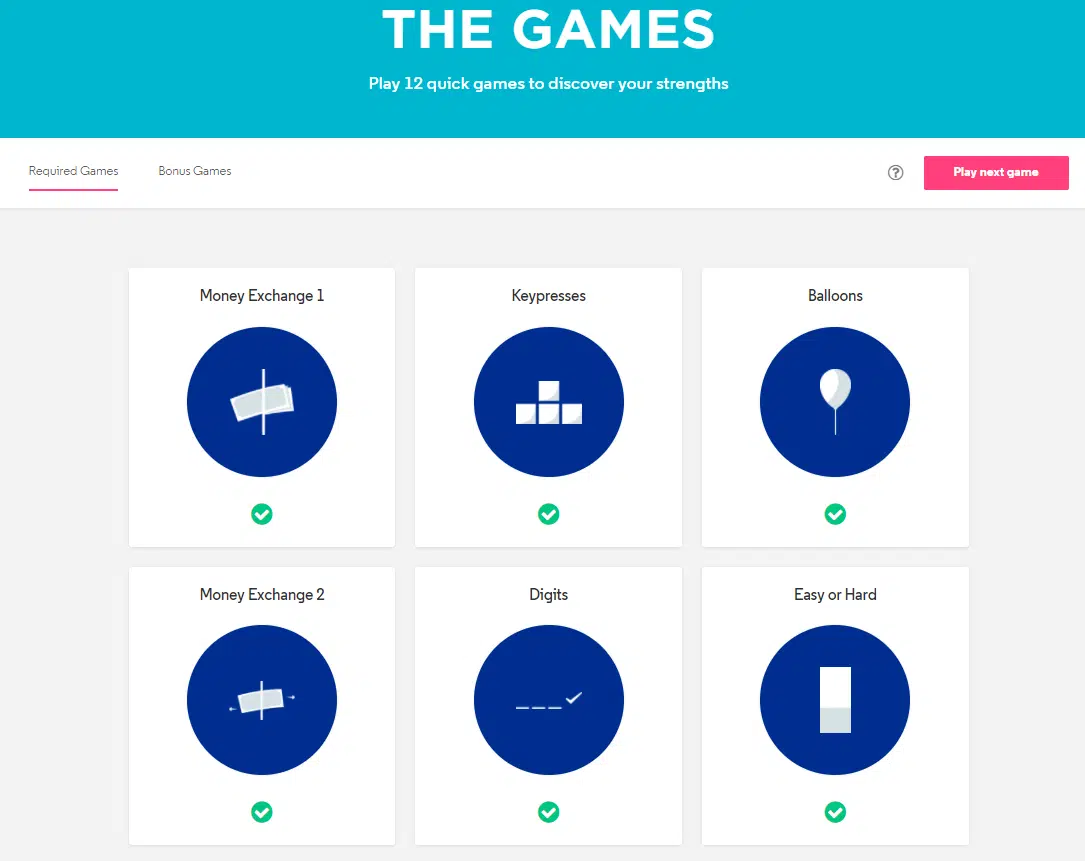 THE GAMES
Play 12 quick games to discover your strengths
Required Games
Bonus Games
?
Play next game
Money Exchange 1
Keypresses
Balloons
Money Exchange 2
Digits
Easy or Hard